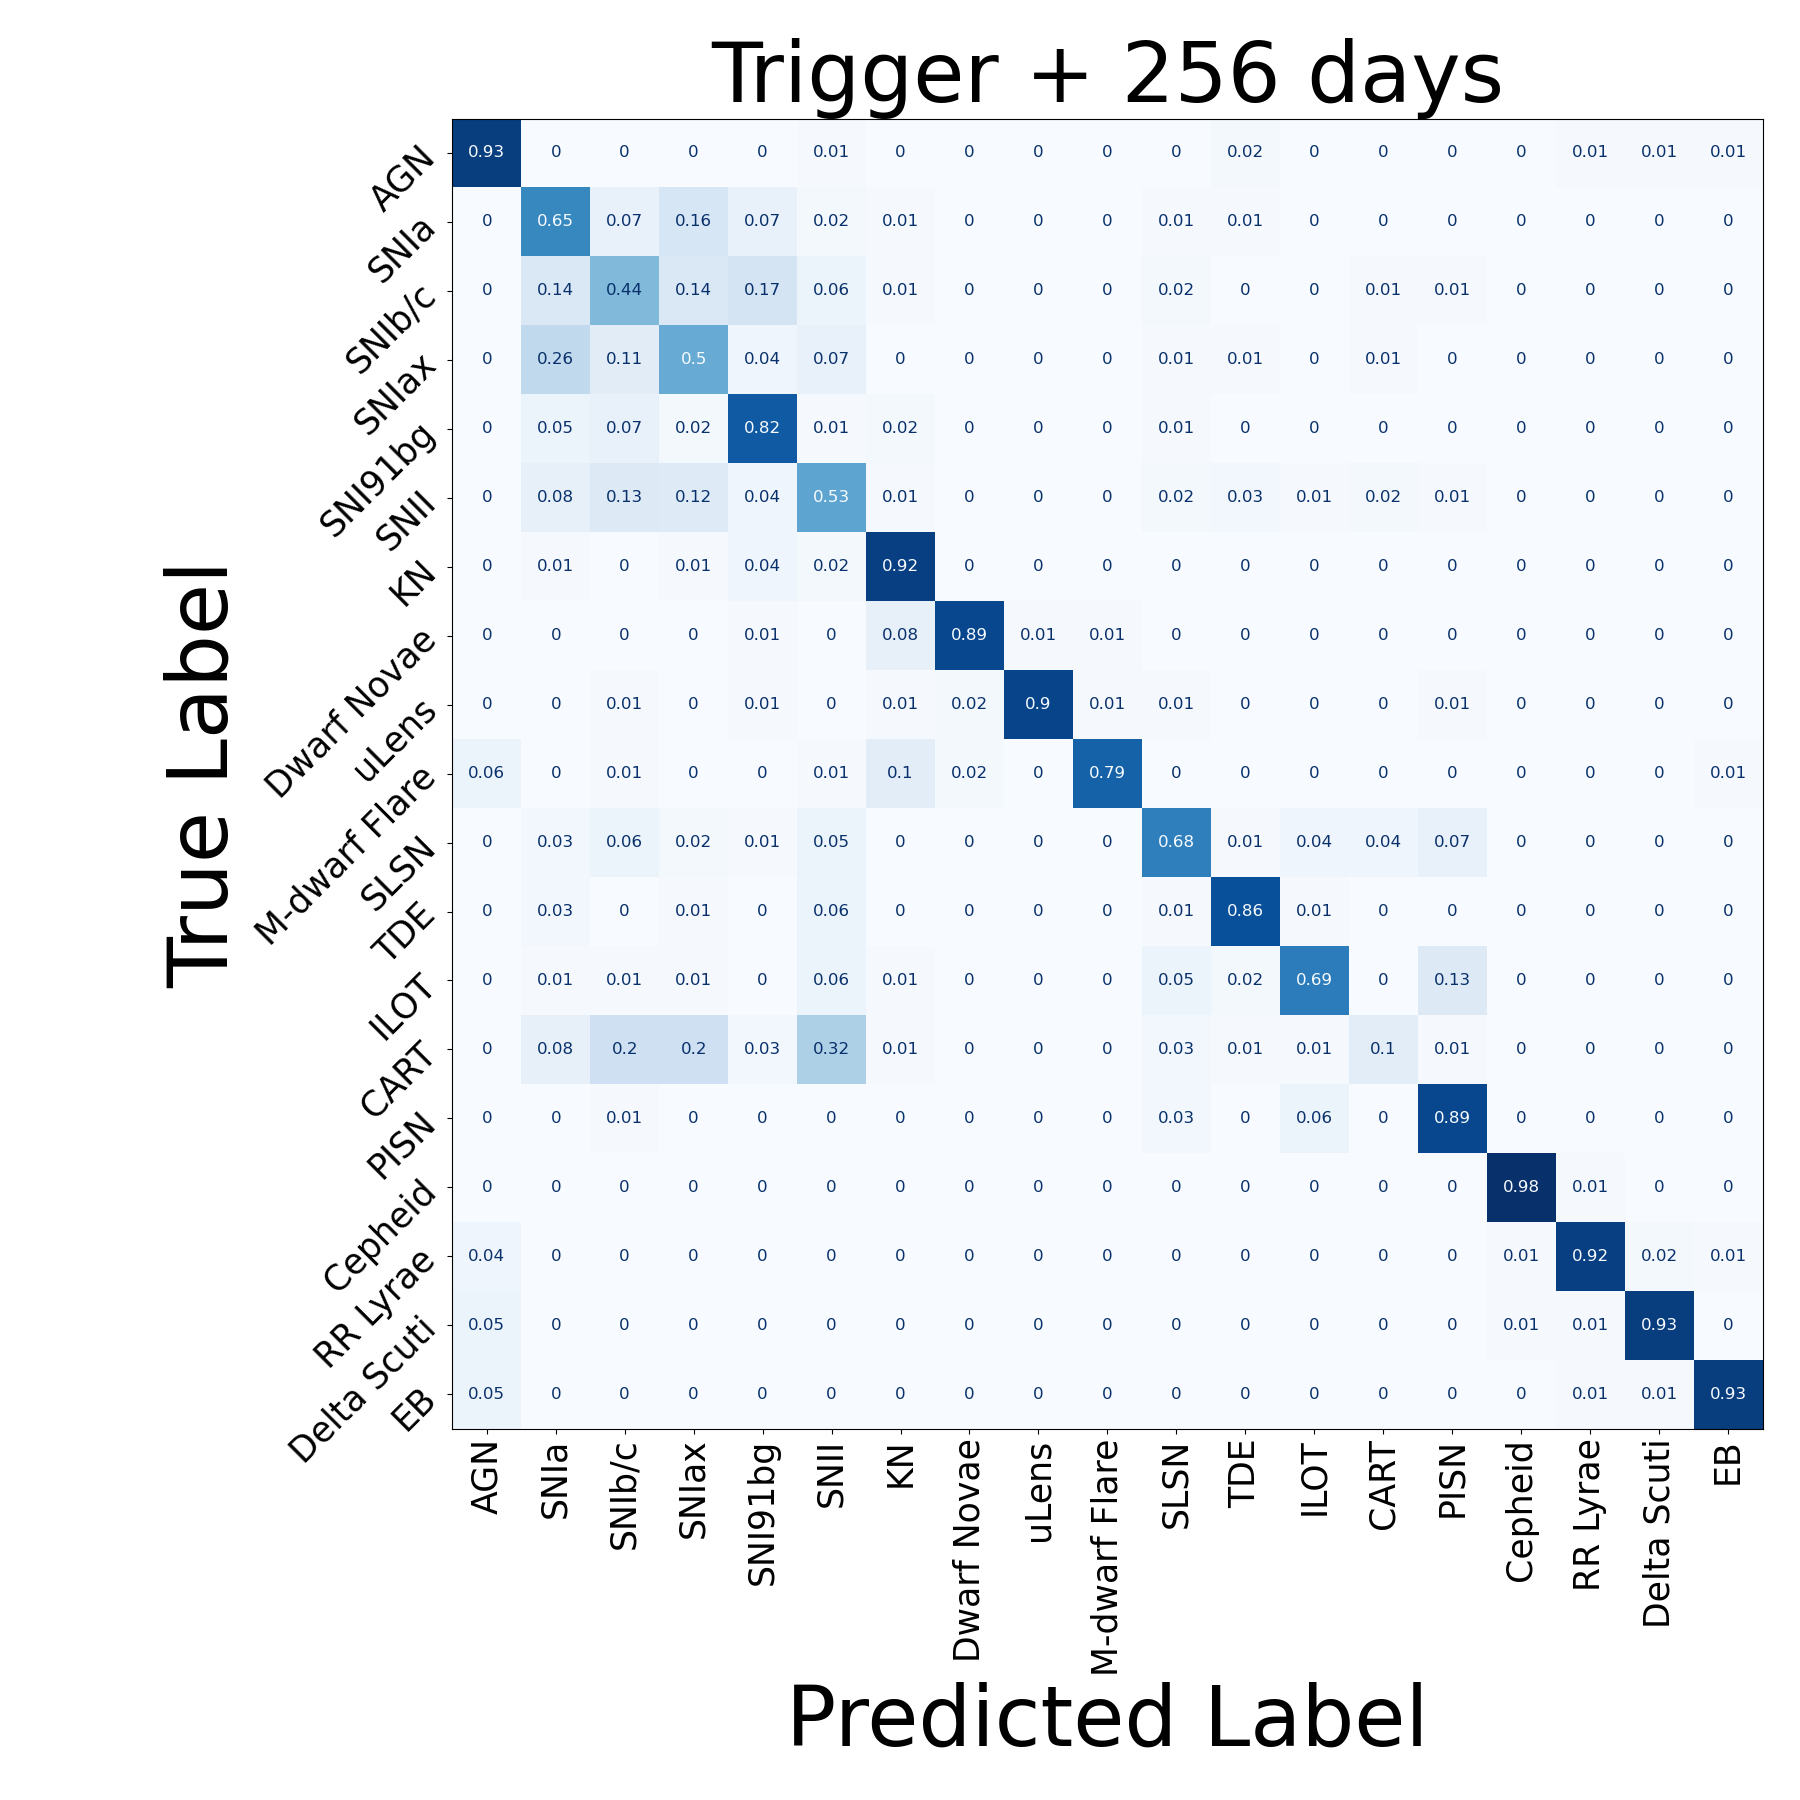 Trigger + 256 days
True Label
AGN 0.93 0 0 0 0 0.01 0 0 0 0 0 0.02 0 0 0 0 0.01 0.01 0.01
SNIa 0 0.65 0.07 0.16 0.07 0.02 0.01 0 0 0 0.01 0.01 0 0 0 0 0 0 0
SNIb/c 0 0.14 0.44 0.14 0.17 0.06 0.01 0 0 0 0.02 0 0 0.01 0.01 0 0 0 0
SNIax 0 0.26 0.11 0.5 0.04 0.07 0 0 0 0 0.01 0.01 0 0.01 0 0 0 0 0
SNI91bg 0 0.05 0.07 0.02 0.82 0.01 0.02 0 0 0 0.01 0 0 0 0 0 0 0 0
SNII 0 0.08 0.13 0.12 0.04 0.53 0.01 0 0 0 0.02 0.03 0.01 0.02 0.01 0 0 0 0
KN 0 0.01 0 0.01 0.04 0.02 0.92 0 0 0 0 0 0 0 0 0 0 0 0
Dwarf Novae 0 0 0 0 0.01 0 0.08 0.89 0.01 0.01 0 0 0 0 0 0 0 0 0
uLens 0 0 0.01 0 0.01 0 0.01 0.02 0.9 0.01 0.01 0 0 0 0.01 0 0 0 0
M-dwarf Flare 0.06 0 0.01 0 0 0.01 0.1 0.02 0 0.79 0 0 0 0 0 0 0 0 0.01
SLSN 0 0.03 0.06 0.02 0.01 0.05 0 0 0 0 0.68 0.01 0.04 0.04 0.07 0 0 0 0
TDE 0 0.03 0 0.01 0 0.06 0 0 0 0 0.01 0.86 0.01 0 0 0 0 0 0
ILOT 0 0.01 0.01 0.01 0 0.06 0.01 0 0 0 0.05 0.02 0.69 0 0.13 0 0 0 0
CART 0 0.08 0.2 0.2 0.03 0.32 0.01 0 0 0 0.03 0.01 0.01 0.1 0.01 0 0 0 0
PISN 0 0 0.01 0 0 0 0 0 0 0 0.03 0 0.06 0 0.89 0 0 0 0
Cepheid 0 0 0 0 0 0 0 0 0 0 0 0 0 0 0 0.98 0.01 0 0
RR Lyrae 0.04 0 0 0 0 0 0 0 0 0 0 0 0 0 0 0.01 0.92 0.02 0.01
Delta Scuti 0.05 0 0 0 0 0 0 0 0 0 0 0 0 0 0 0.01 0.01 0.93 0
EB 0.05 0 0 0 0 0 0 0 0 0 0 0 0 0 0 0 0.01 0.01 0.93
AGN SNIa SNIb/c SNIax SNI91bg SNII KN Dwarf Novae uLens M-dwarf Flare SLSN TDE ILOT CART PISN Cepheid RR Lyrae Delta Scuti EB
Predicted Label